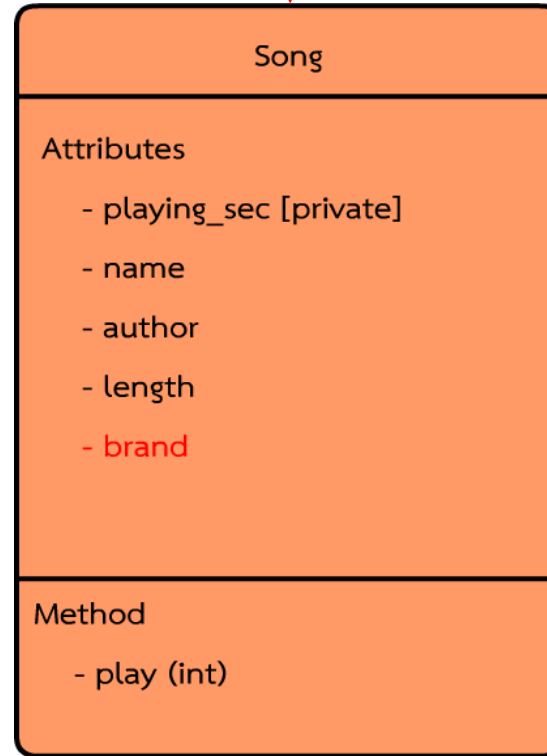 Song
Attributes
- playing_sec [private]
- name
- author
- length
- brand
Method
- play (int)